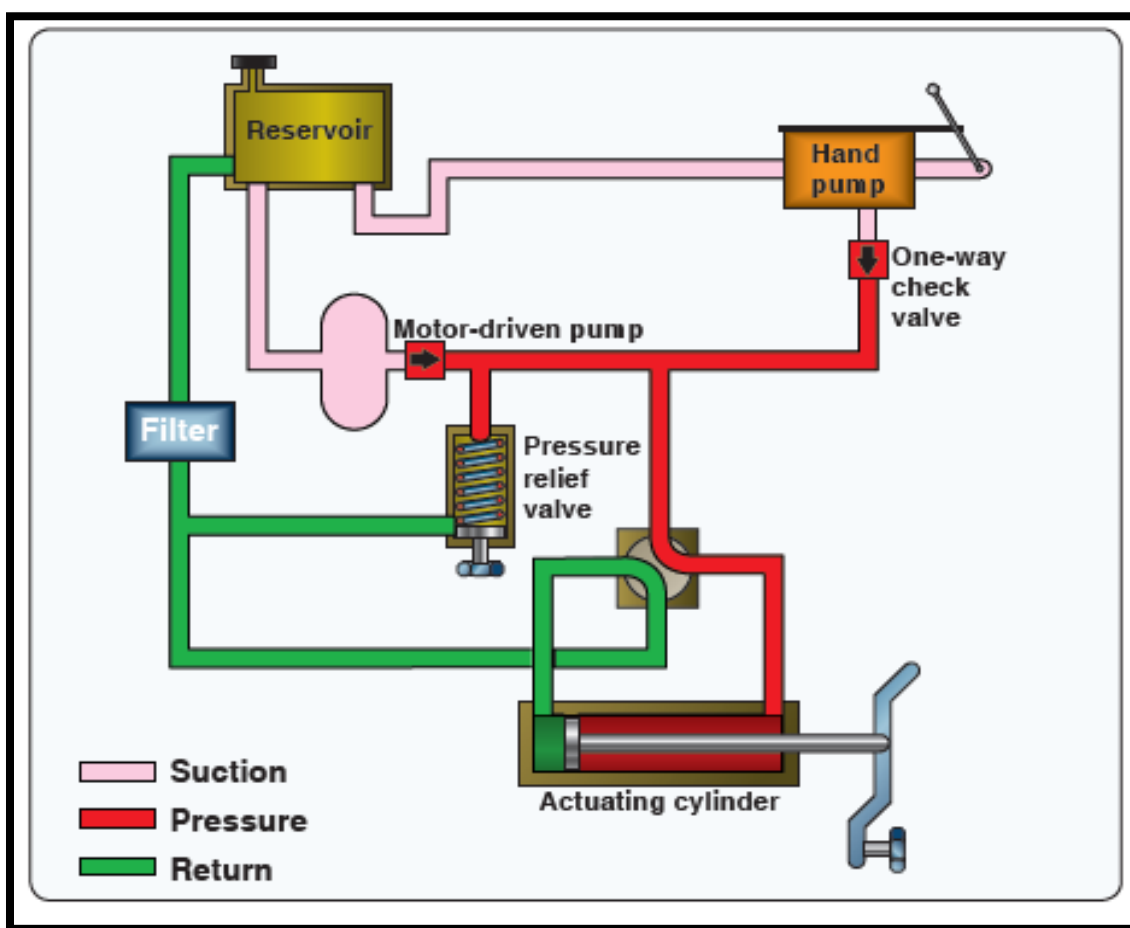 Reservoir
Hand
pump
One-way
check
valve
Motor-driven pump
Filter
Pressure
relief
valve
Actuating cylinder
Suction
Pressure
Return